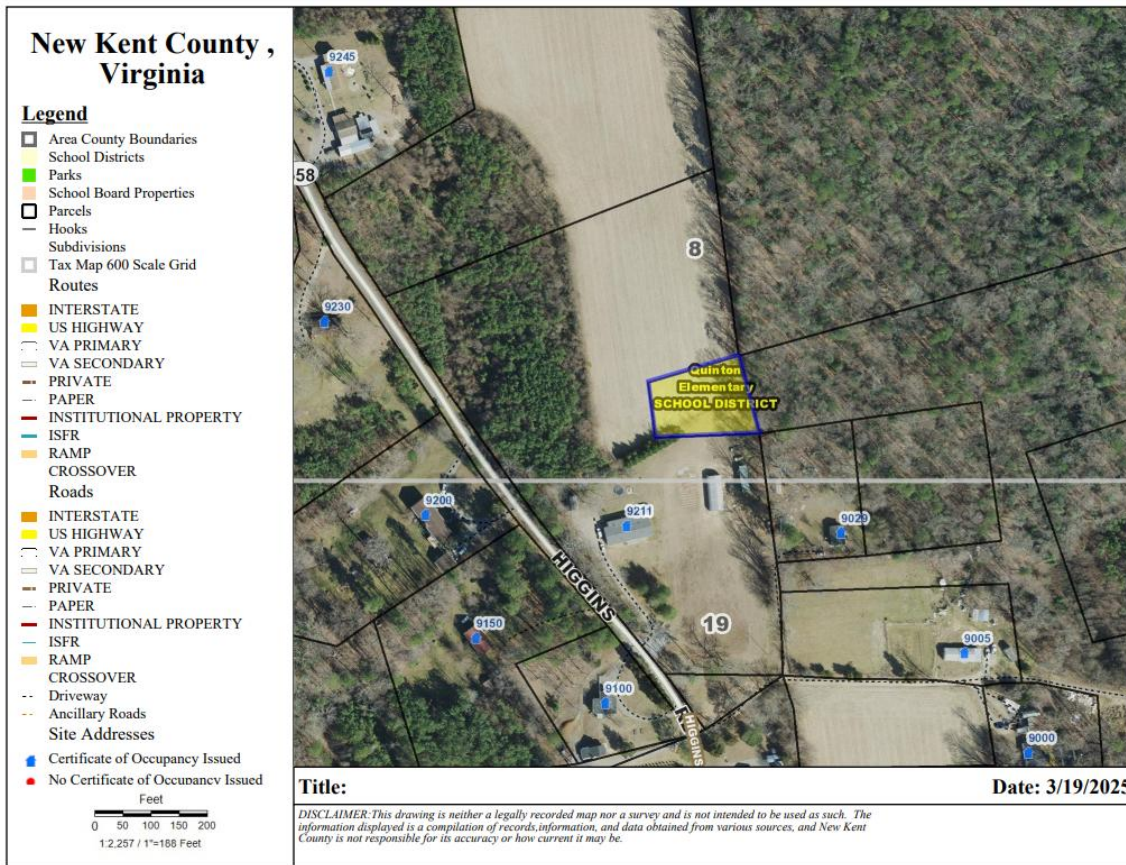 New Kent County ,
Virginia
Legend
Area County Boundaries
School Districts
Parks
School Board Properties
Parcels
Hooks
Subdivisions
Tax Map 600 Scale Grid
Routes
INTERSTATE
US HIGHWAY
VA PRIMARY
VA SECONDARY
PRIVATE
PAPER
INSTITUTIONAL PROPERTY
ISFR
RAMP
CROSSOVER
Roads
INTERSTATE
US HIGHWAY
VA PRIMARY
VA SECONDARY
PRIVATE
PAPER
INSTITUTIONAL PROPERTY
ISFR
RAMP
CROSSOVER
Driveway
Ancillary Roads
Site Addresses
Certificate of Occupancy Issued
No Certificate of Occupancy Issued
Feet
0 50 100 150 200
1:2,257 / 1"=188 Feet
9245
58
8
9230
Quinton
Elementary
SCHOOL DISTRICT
9200
9211
9029
HIGGINS
19
9150
9005
9100
HIGGINS
9000
Title:
Date: 3/19/2025
DISCLAIMER:This drawing is neither a legally recorded map nor a survey and is not intended to be used as such. The
information displayed is a compilation of records,information, and data obtained from various sources, and New Kent
County is not responsible for its accuracy or how current it may be.